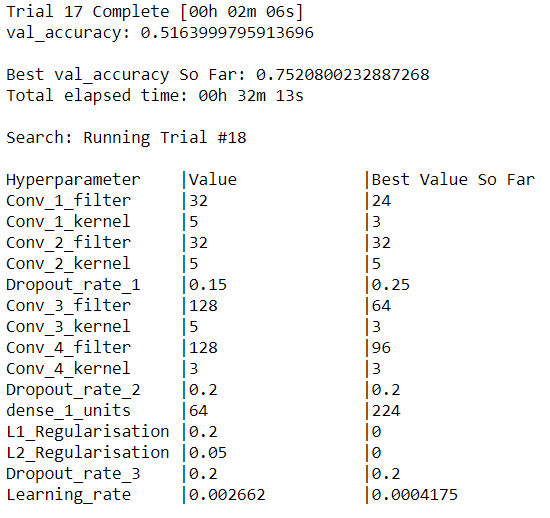 Trial 17 Complete [00h 02m 06s]
val_accuracy: 0.5163999795913696
Best val_accuracy So Far: 0.7520800232887268
Total elapsed time: 00h 32m 13s
Search: Running Trial #18
Hyperparameter    |Value             |Best Value So Far
Conv_1_filter     |32                |24
Conv_1_kernel     |5                 |3
Conv_2_filter     |32                |32
Conv_2_kernel     |5                 |5
Dropout_rate_1    |0.15              |0.25
Conv_3_filter     |128               |64
Conv_3_kernel     |5                 |3
Conv_4_filter     |128               |96
Conv_4_kernel     |3                 |3
Dropout_rate_2    |0.2               |0.2
dense_1_units     |64                |224
L1_Regularisation |0.2               |0
L2_Regularisation |0.05              |0
Dropout_rate_3    |0.2               |0.2
Learning_rate     |0.002662          |0.0004175